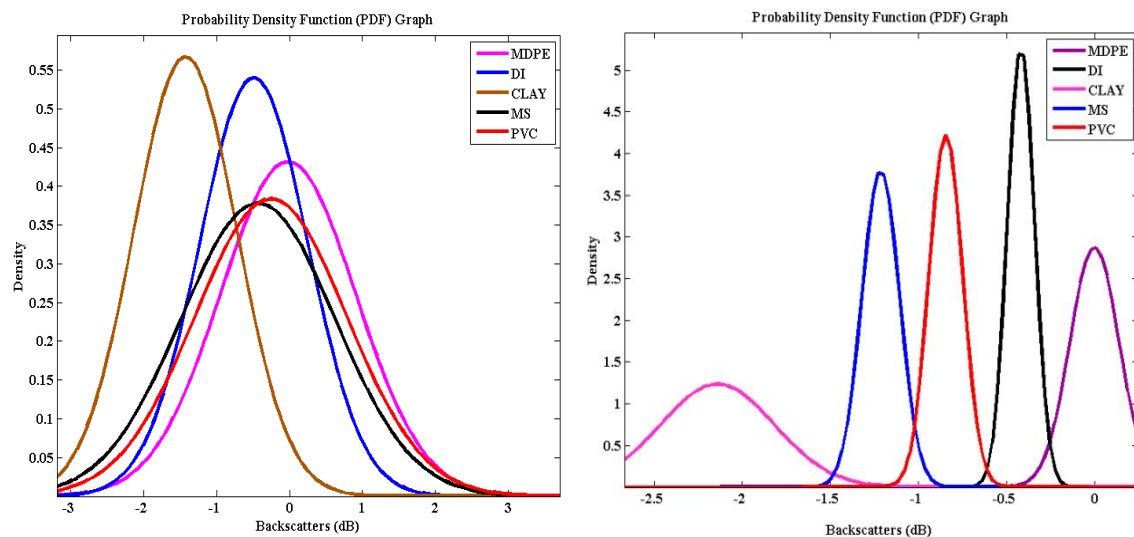 Probability Density Function (PDF) Graph
MDPE
DI
CLAY
MS
PVC
0.55
0.5
0.45
0.4
0.35
0.3
0.25
0.2
0.15
0.1
0.05
Density
-3 -2 -1 0 1 2 3
Backscatters (dB)
Probability Density Function (PDF) Graph
MDPE
DI
CLAY
MS
PVC
5
4.5
4
3.5
3
2.5
2
1.5
1
0.5
Density
-2.5 -2 -1.5 -1 -0.5 0
Backscatters (dB)